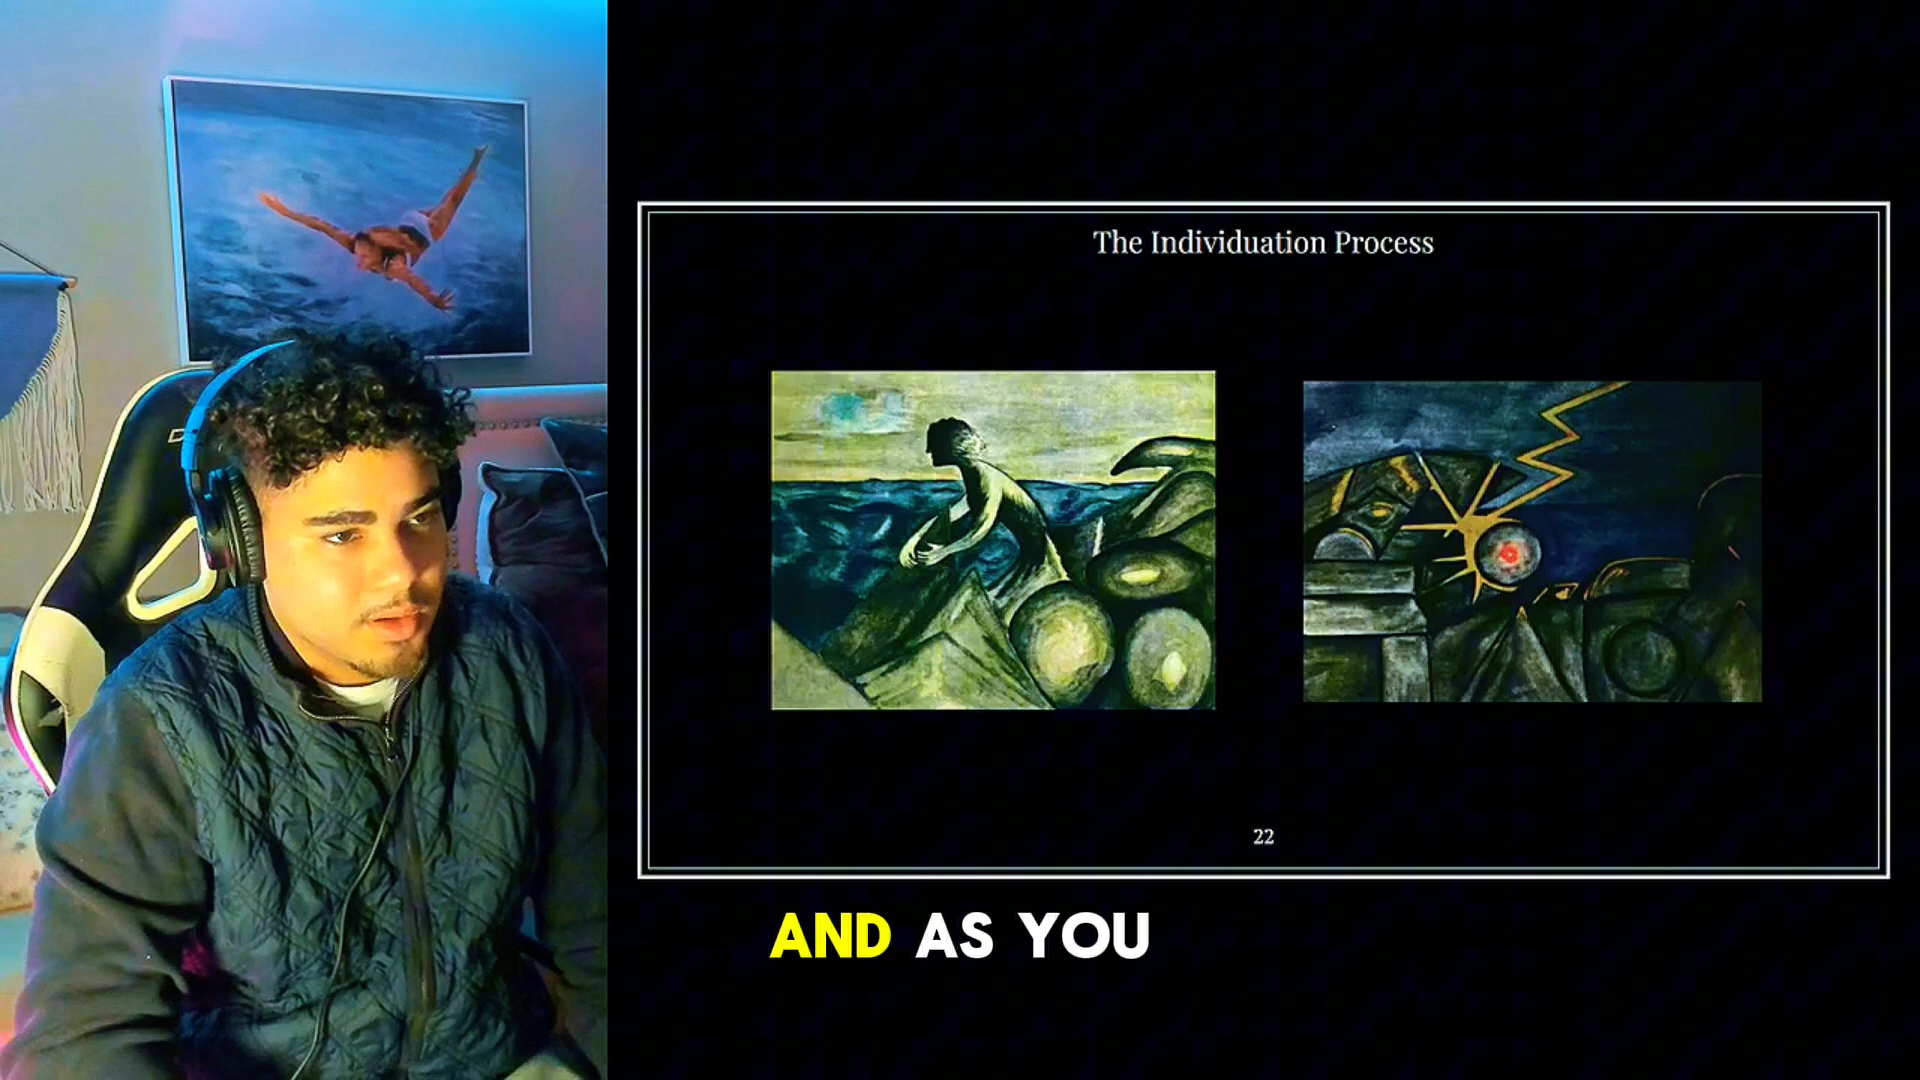 The Individuation Process
22
AND AS YOU